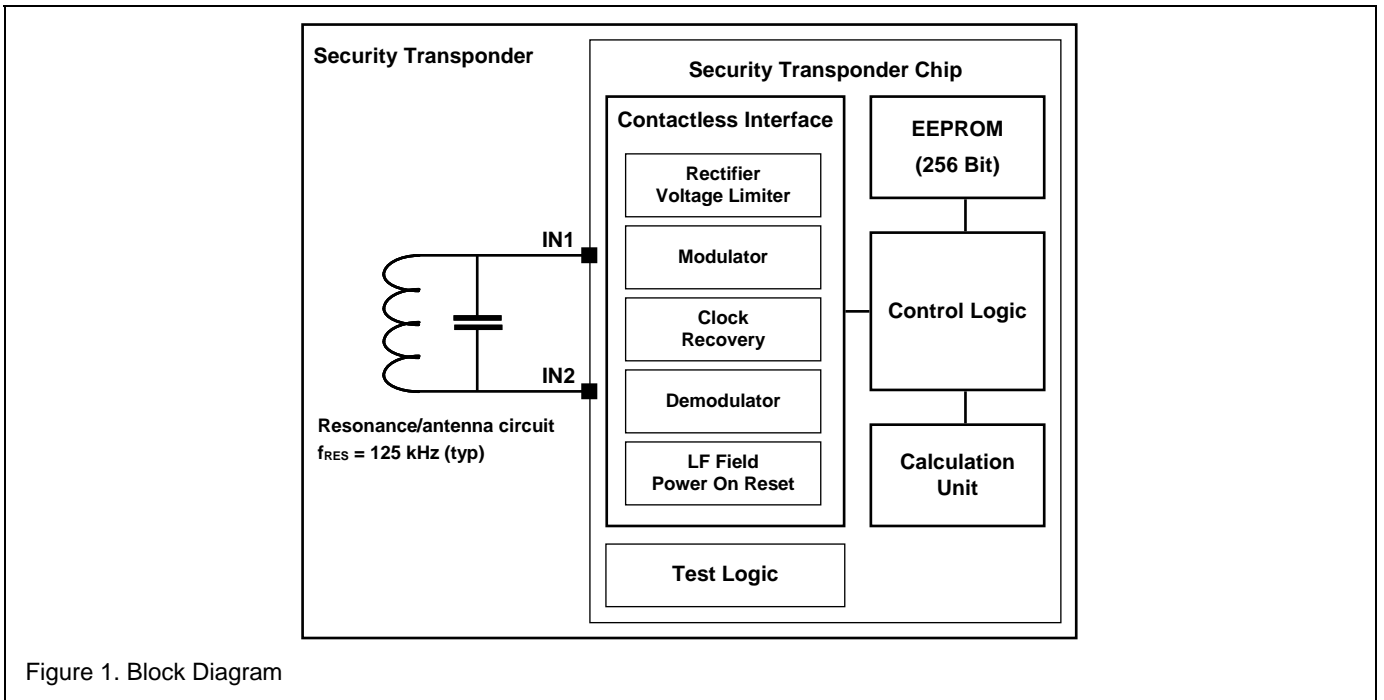 Security Transponder
Security Transponder Chip
Contactless Interface
Rectifier
Voltage Limiter
Modulator
Clock
Recovery
Demodulator
LF Field
Power On Reset
Test Logic
EEPROM
(256 Bit)
Control Logic
Calculation
Unit
IN1
IN2
Resonance/antenna circuit
fRES = 125 kHz (typ)
Figure 1. Block Diagram